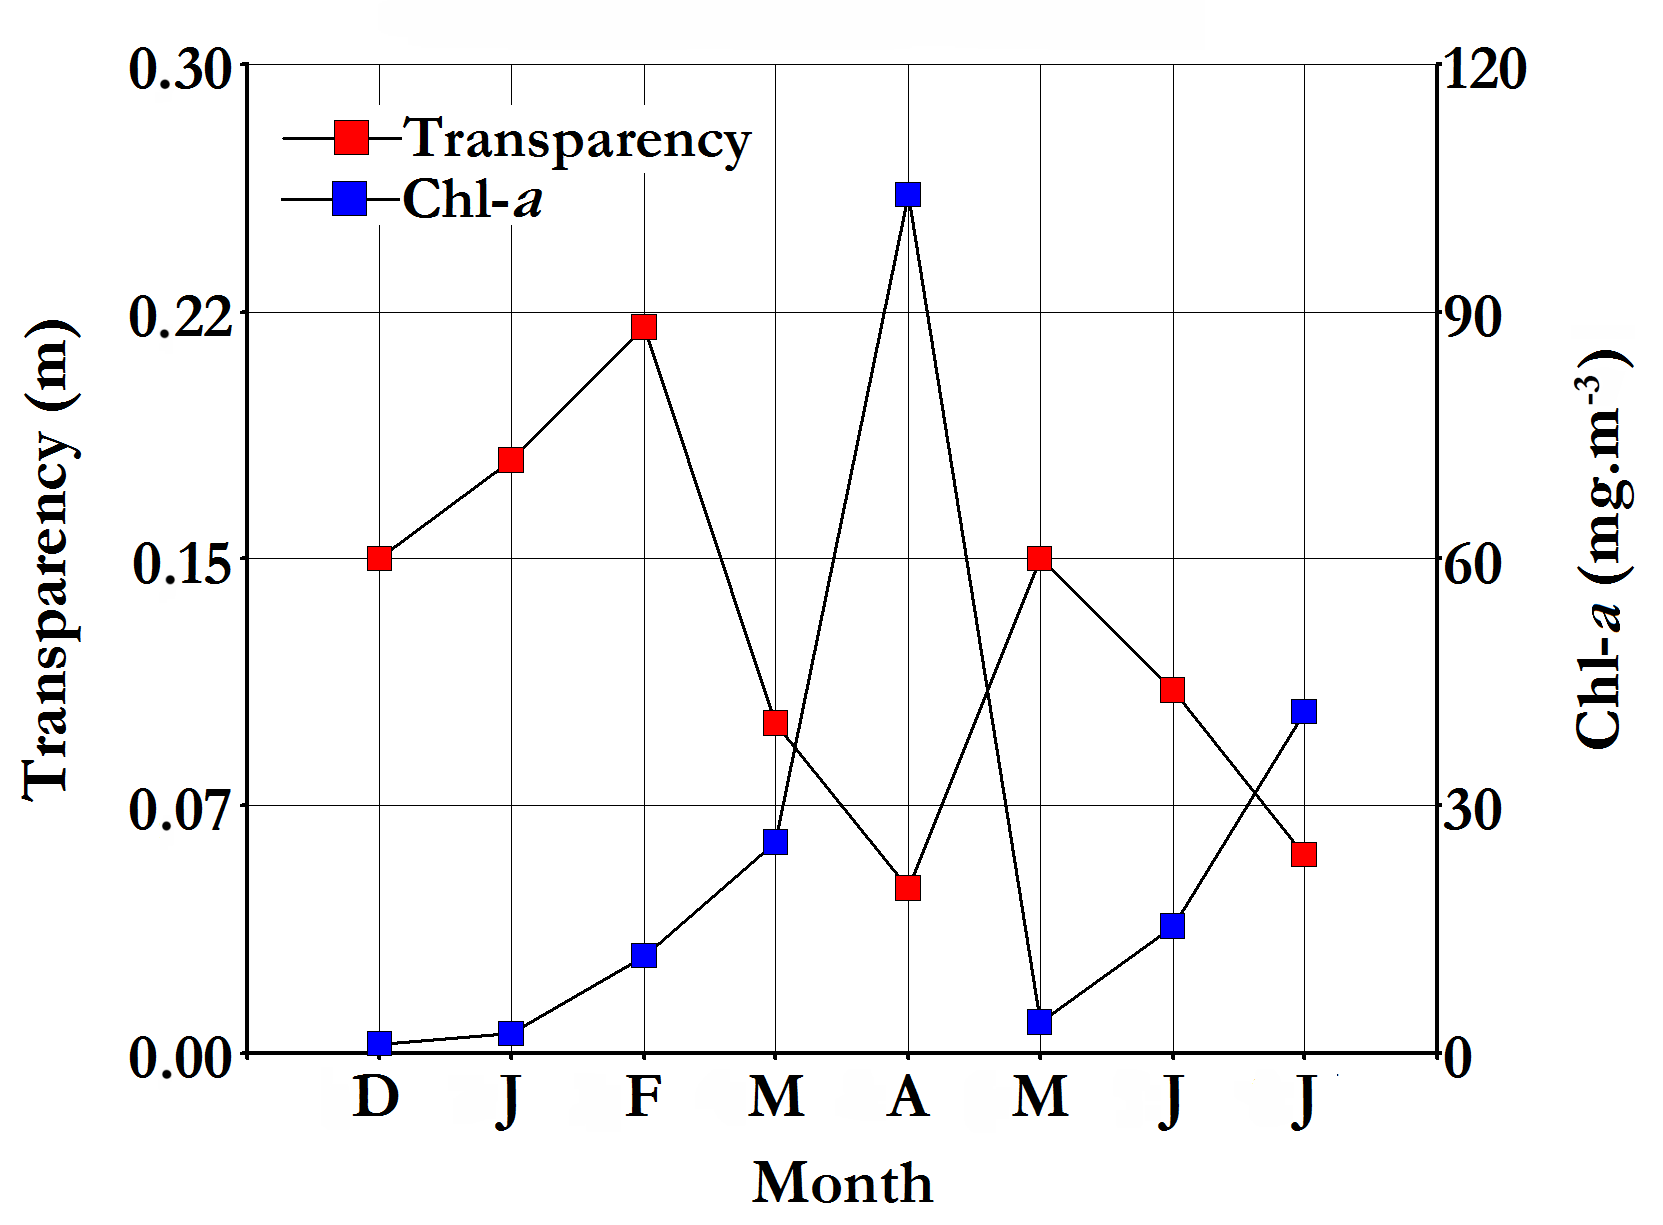 0.30
0.22
0.15
0.07
0.00
Transparency (m)
Transparency
Chl-a
120
90
60
30
0
Chl-a (mg.m⁻³)
D J F M A M J J
Month